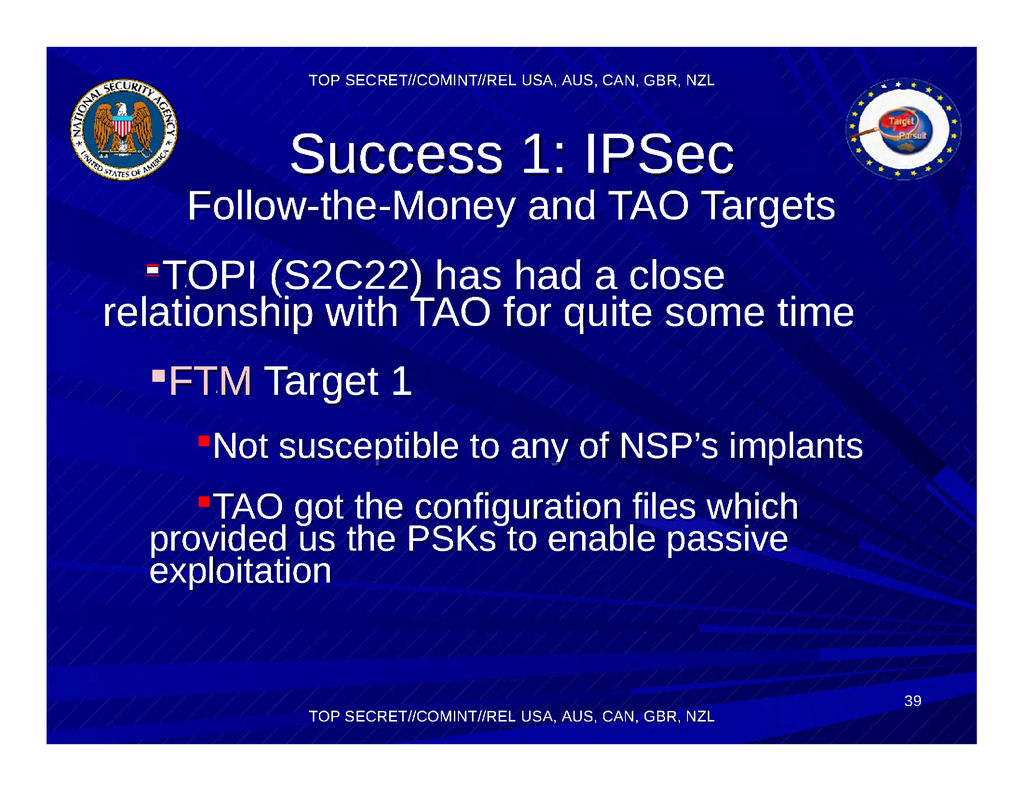 TOP SECRET//COMINT//REL USA, AUS, CAN, GBR, NZL
NATIONAL SECURITY AGENCY
UNITED STATES OF AMERICA
Target
Pursuit
Success 1: IPSec
Follow-the-Money and TAO Targets
TOPI (S2C22) has had a close
relationship with TAO for quite some time
FTM Target 1
Not susceptible to any of NSP’s implants
TAO got the configuration files which
provided us the PSKs to enable passive
exploitation
39
TOP SECRET//COMINT//REL USA, AUS, CAN, GBR, NZL